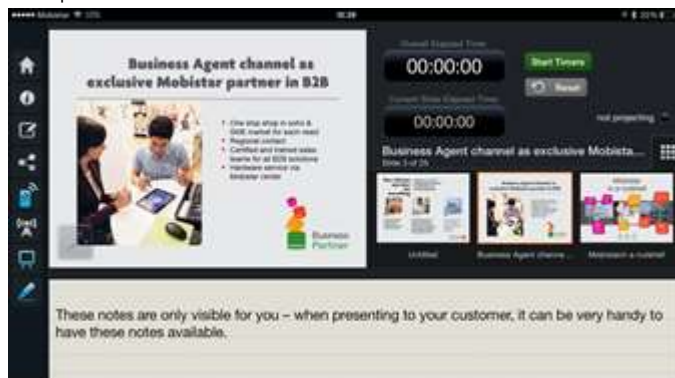 Mobistar
Overall Elapsed Time
00:00:00
Start Timers
Reset
Current Slide Elapsed Time
00:00:00
not projecting
Business Agent channel as
exclusive Mobistar partner in B2B
One stop shop in soho &
market for each need
Regional contact
Certified and trained sales
teams for all B2B solutions
Hardware service via
center
Business
Partner
Business Agent channel as exclusive Mobista...
Slide 3 of 25
Untitled
Business Agent channe...
Mobistar in a nutshell
These notes are only visible for you – when presenting to your customer, it can be very handy to
have these notes available.